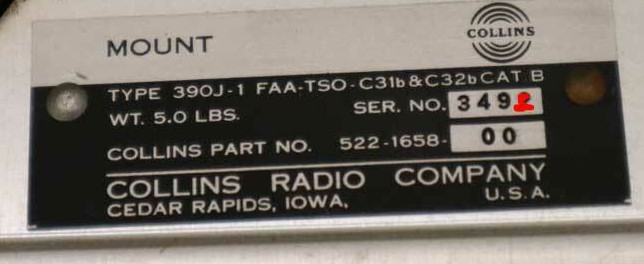 MOUNT
COLLINS
TYPE 390J-1 FAA-TSO-C31b&C32b CAT B
WT. 5.0 LBS. SER. NO. 349
COLLINS PART NO. 522-1658- 00
COLLINS RADIO COMPANY
CEDAR RAPIDS, IOWA, U.S.A.